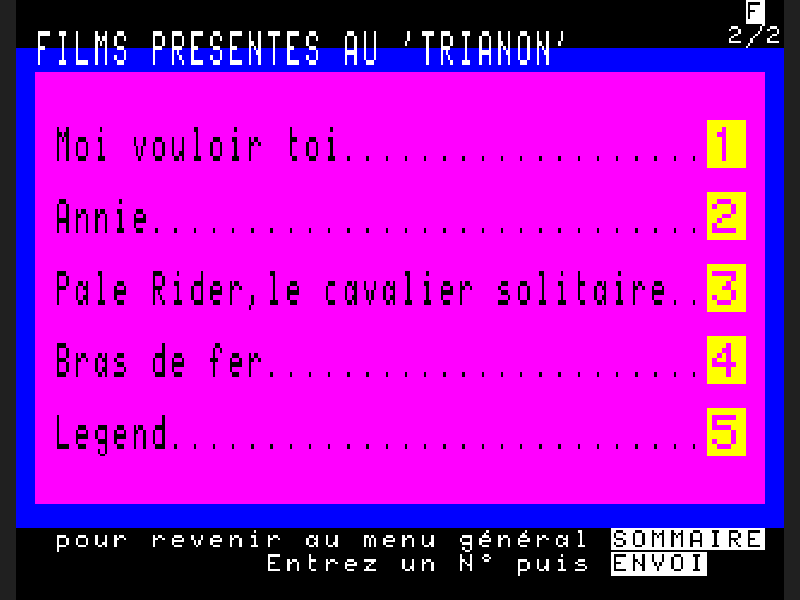 F
2/2
FILMS PRESENTES AU 'TRIANON'
Moi vouloir toi................... 1
Annie............................. 2
Pale Rider,le cavalier solitaire.. 3
Bras de fer....................... 4
Legend............................ 5
pour revenir au menu général SOMMAIRE
Entrez un N° puis ENVOI